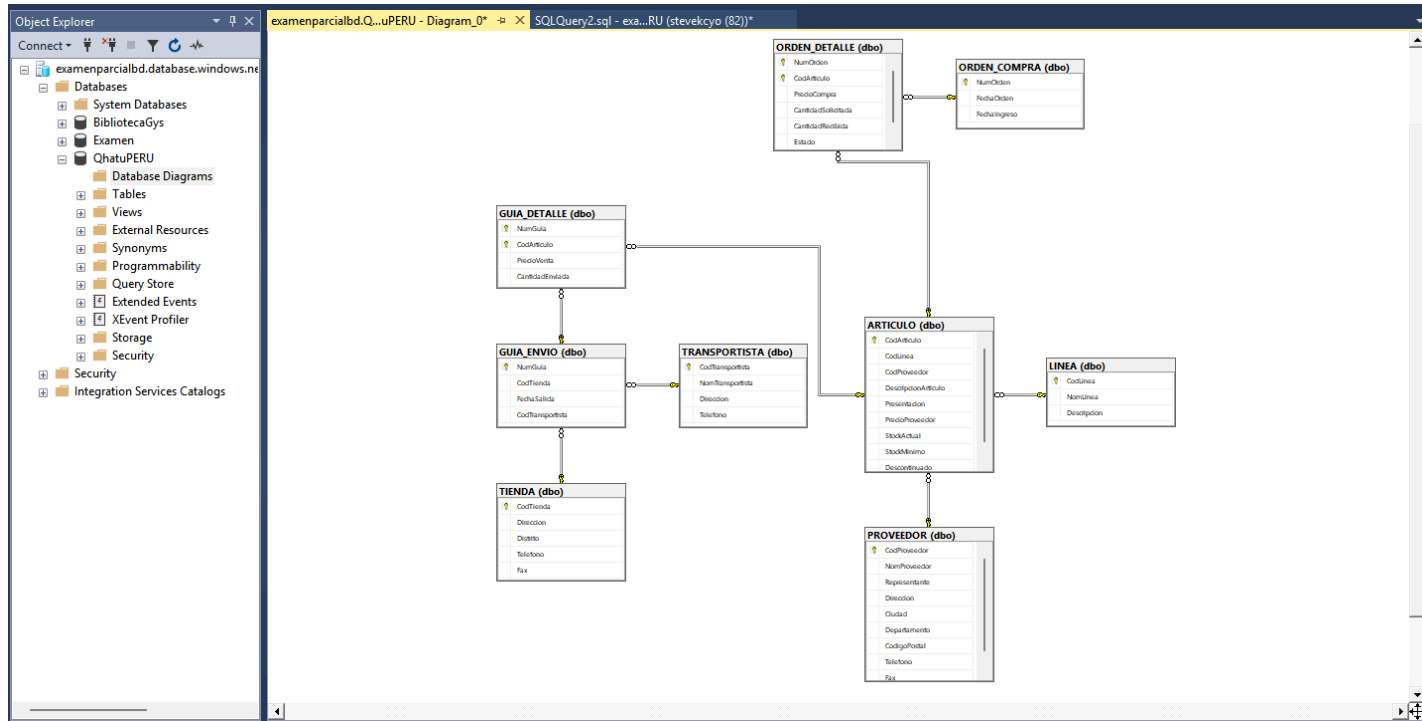 Object Explorer
Connect
examenparcialbd.database.windows.ne
Databases
System Databases
BibliotecaGys
Examen
QhatuPERU
Database Diagrams
Tables
Views
External Resources
Synonyms
Programmability
Query Store
Extended Events
XEvent Profiler
Storage
Security
Security
Integration Services Catalogs
examenparcialbd.Q...uPERU - Diagram_0*
SQLQuery2.sql - exa...RU (stevekcyo (82))*
ORDEN_DETALLE (dbo)
NumOrden
CodArticulo
PrecioCompra
CantidadSolicitada
CantidadRecibida
Estado
ORDEN_COMPRA (dbo)
NumOrden
FechaOrden
FechaIngreso
GUIA_DETALLE (dbo)
NumGuia
CodArticulo
PrecioVenta
CantidadEnviada
GUIA_ENVIO (dbo)
NumGuia
CodTienda
FechaSalida
CodTransportista
TRANSPORTISTA (dbo)
CodTransportista
NomTransportista
Direccion
Telefono
ARTICULO (dbo)
CodArticulo
CodLinea
CodProveedor
DescripcionArticulo
Presentacion
PrecioProveedor
StockActual
StockMinimo
Descontinuado
LINEA (dbo)
CodLinea
NomLinea
Descripcion
TIENDA (dbo)
CodTienda
Direccion
Distrito
Telefono
Fax
PROVEEDOR (dbo)
CodProveedor
NomProveedor
Representante
Direccion
Ciudad
Departamento
CodigoPostal
Telefono
Fax